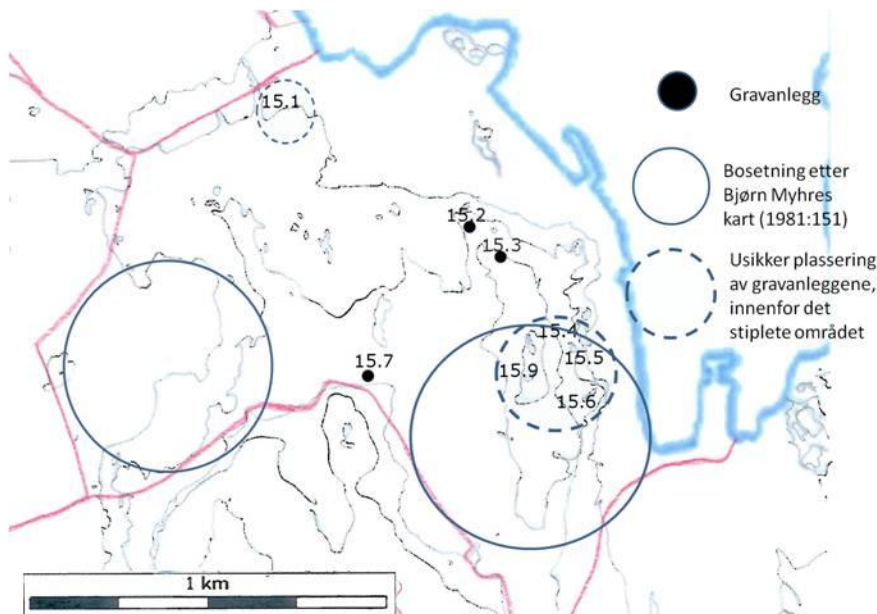 15.1
Gravanlegg
Bosetning etter
Bjørn Myhres
kart (1981:151)
15.2
15.3
Usikker plassering
av gravanleggene,
innenfor det
stiplete området
15.4
15.5
15.7
15.9
15.6
1 km